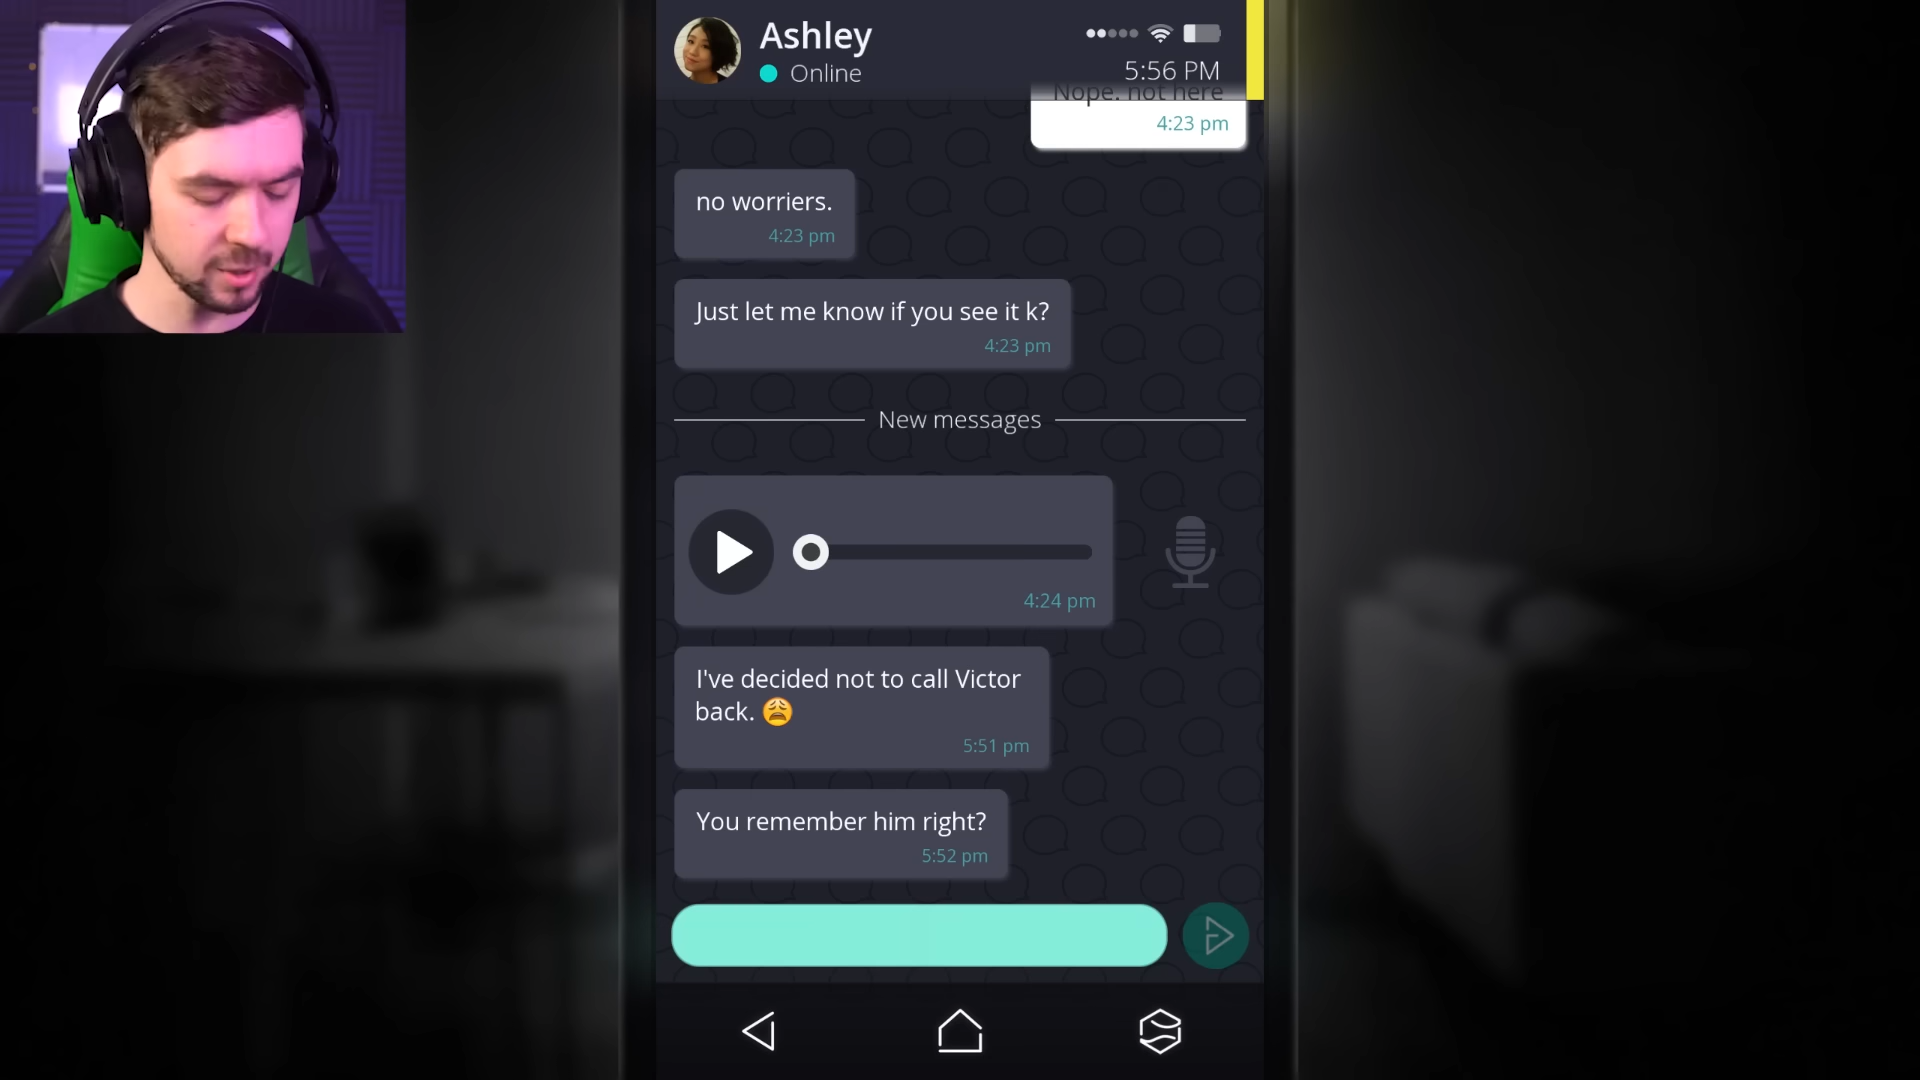 Ashley
Online
5:56 PM
Nope. not here
4:23 pm
no worriers.
4:23 pm
Just let me know if you see it k?
4:23 pm
New messages
4:24 pm
I've decided not to call Victor
back. 😩
5:51 pm
You remember him right?
5:52 pm